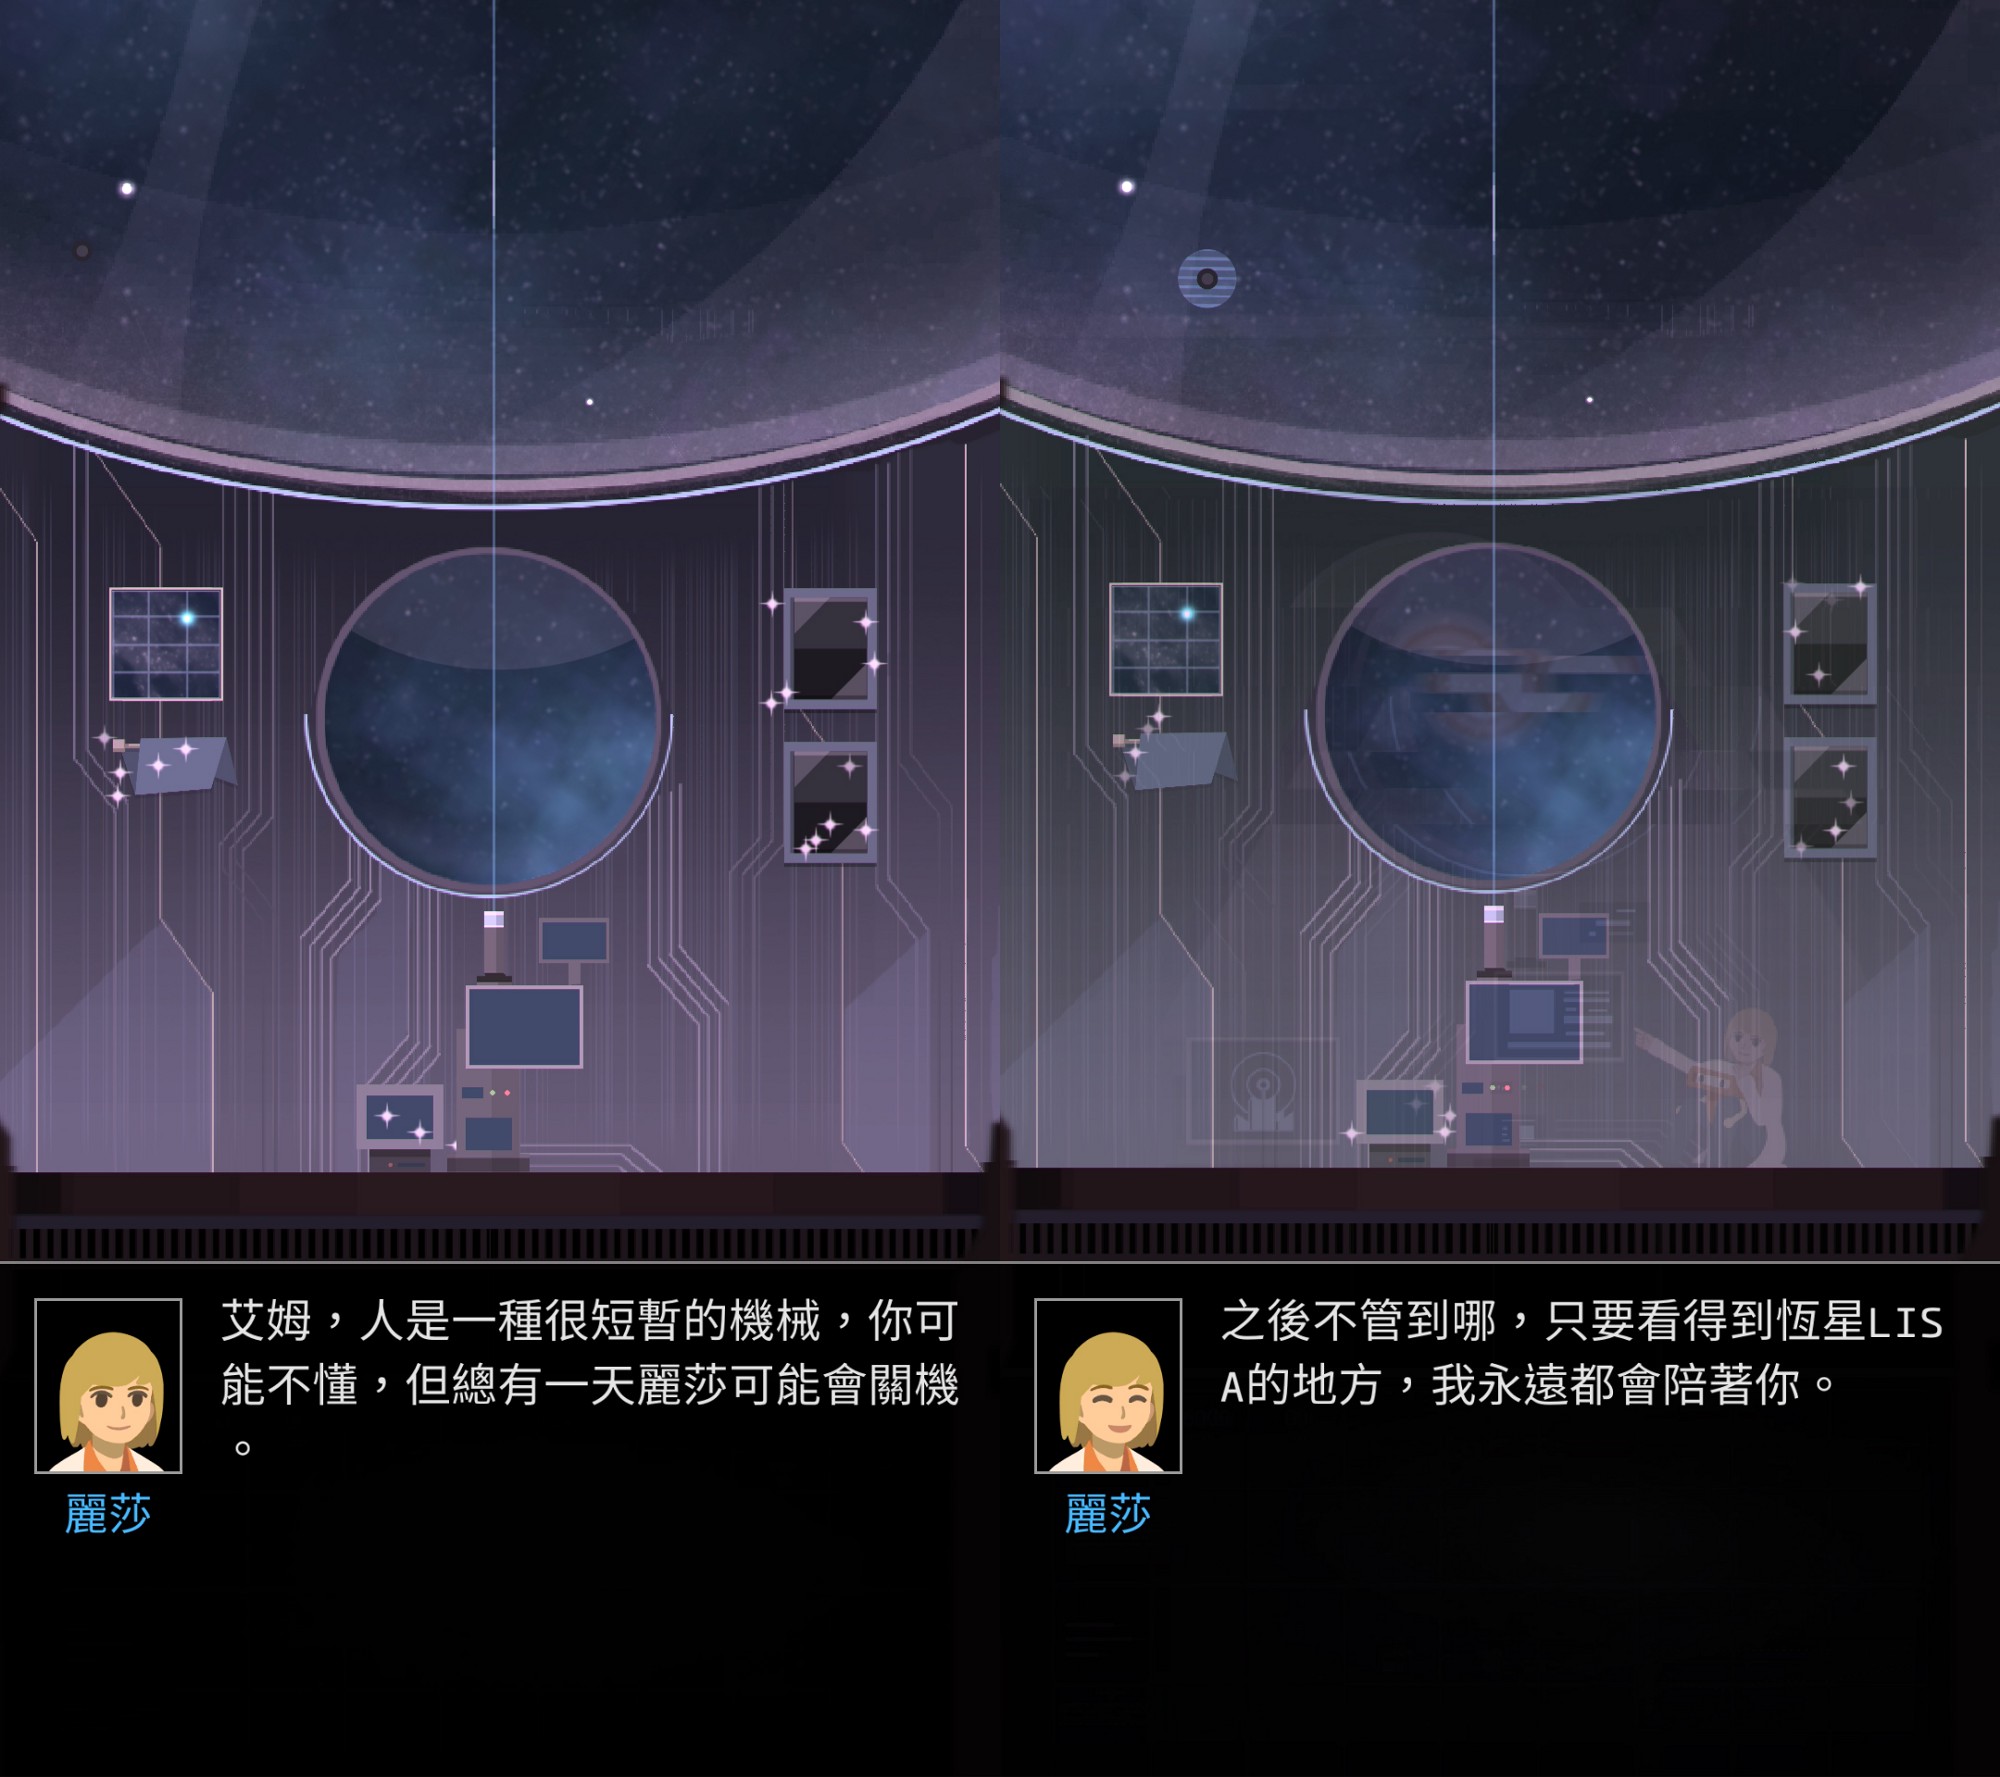 艾姆，人是一種很短暫的機械，你可
能不懂，但總有一天麗莎可能會關機
。
麗莎
之後不管到哪，只要看得到恆星LIS
A的地方，我永遠都會陪著你。
麗莎